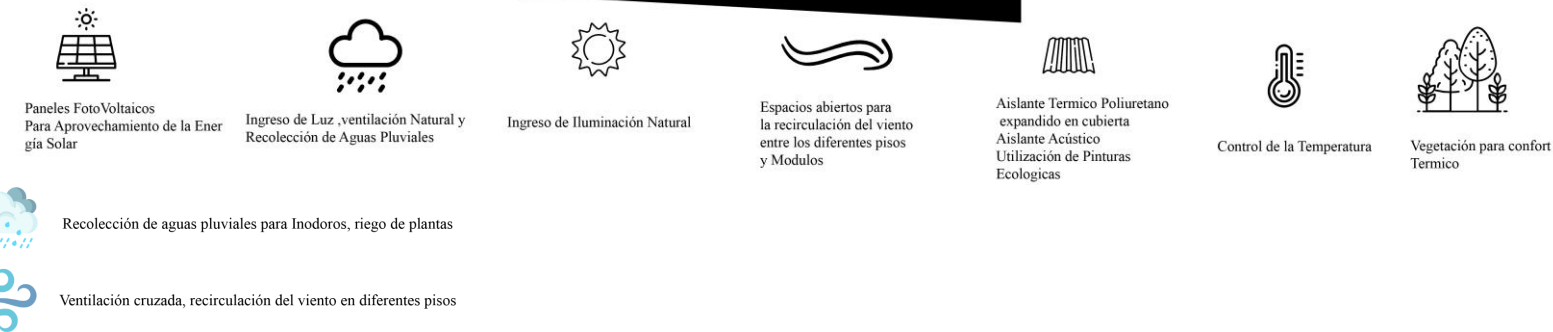 Paneles FotoVoltaicos
Para Aprovechamiento de la Ener
gía Solar
Ingreso de Luz ,ventilación Natural y
Recolección de Aguas Pluviales
Ingreso de Iluminación Natural
Espacios abiertos para
la recirculación del viento
entre los diferentes pisos
y Modulos
Aislante Termico Poliuretano
expandido en cubierta
Aislante Acústico
Utilización de Pinturas
Ecologicas
Control de la Temperatura
Vegetación para confort
Termico
Recolección de aguas pluviales para Inodoros, riego de plantas
Ventilación cruzada, recirculación del viento en diferentes pisos